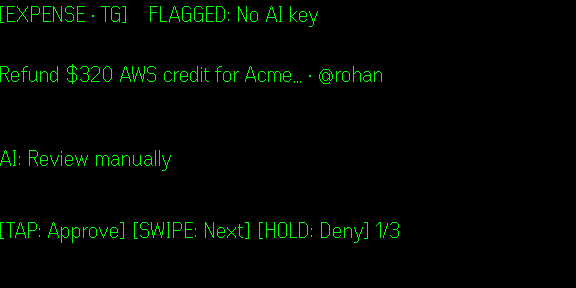 [EXPENSE · TG] FLAGGED: No AI key
Refund $320 AWS credit for Acme… · @rohan
AI: Review manually
[TAP: Approve] [SWIPE: Next] [HOLD: Deny] 1/3